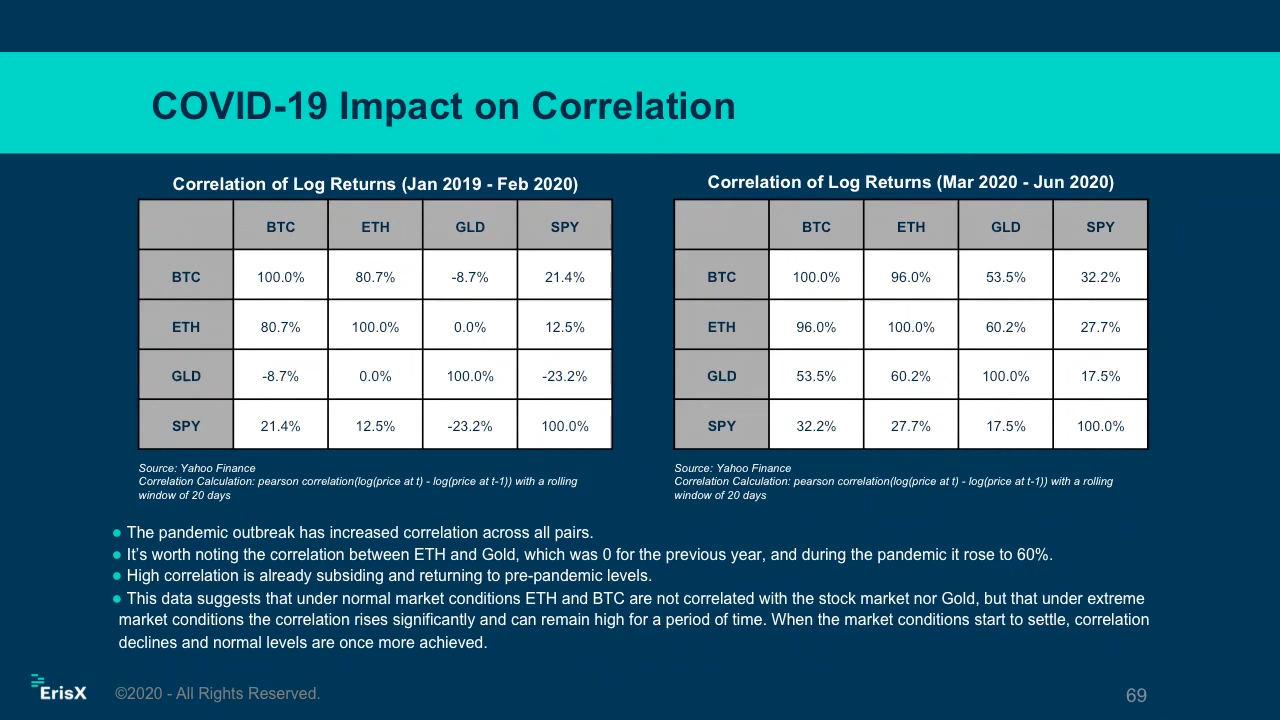 COVID-19 Impact on Correlation
Correlation of Log Returns (Jan 2019 - Feb 2020)
BTC ETH GLD SPY
BTC 100.0% 80.7% -8.7% 21.4%
ETH 80.7% 100.0% 0.0% 12.5%
GLD -8.7% 0.0% 100.0% -23.2%
SPY 21.4% 12.5% -23.2% 100.0%
Source: Yahoo Finance
Correlation Calculation: pearson correlation(log(price at t) - log(price at t-1)) with a rolling
window of 20 days
Correlation of Log Returns (Mar 2020 - Jun 2020)
BTC ETH GLD SPY
BTC 100.0% 96.0% 53.5% 32.2%
ETH 96.0% 100.0% 60.2% 27.7%
GLD 53.5% 60.2% 100.0% 17.5%
SPY 32.2% 27.7% 17.5% 100.0%
Source: Yahoo Finance
Correlation Calculation: pearson correlation(log(price at t) - log(price at t-1)) with a rolling
window of 20 days
● The pandemic outbreak has increased correlation across all pairs.
● It's worth noting the correlation between ETH and Gold, which was 0 for the previous year, and during the pandemic it rose to 60%.
● High correlation is already subsiding and returning to pre-pandemic levels.
● This data suggests that under normal market conditions ETH and BTC are not correlated with the stock market nor Gold, but that under extreme
market conditions the correlation rises significantly and can remain high for a period of time. When the market conditions start to settle, correlation
declines and normal levels are once more achieved.
ErisX
©2020 - All Rights Reserved.
69